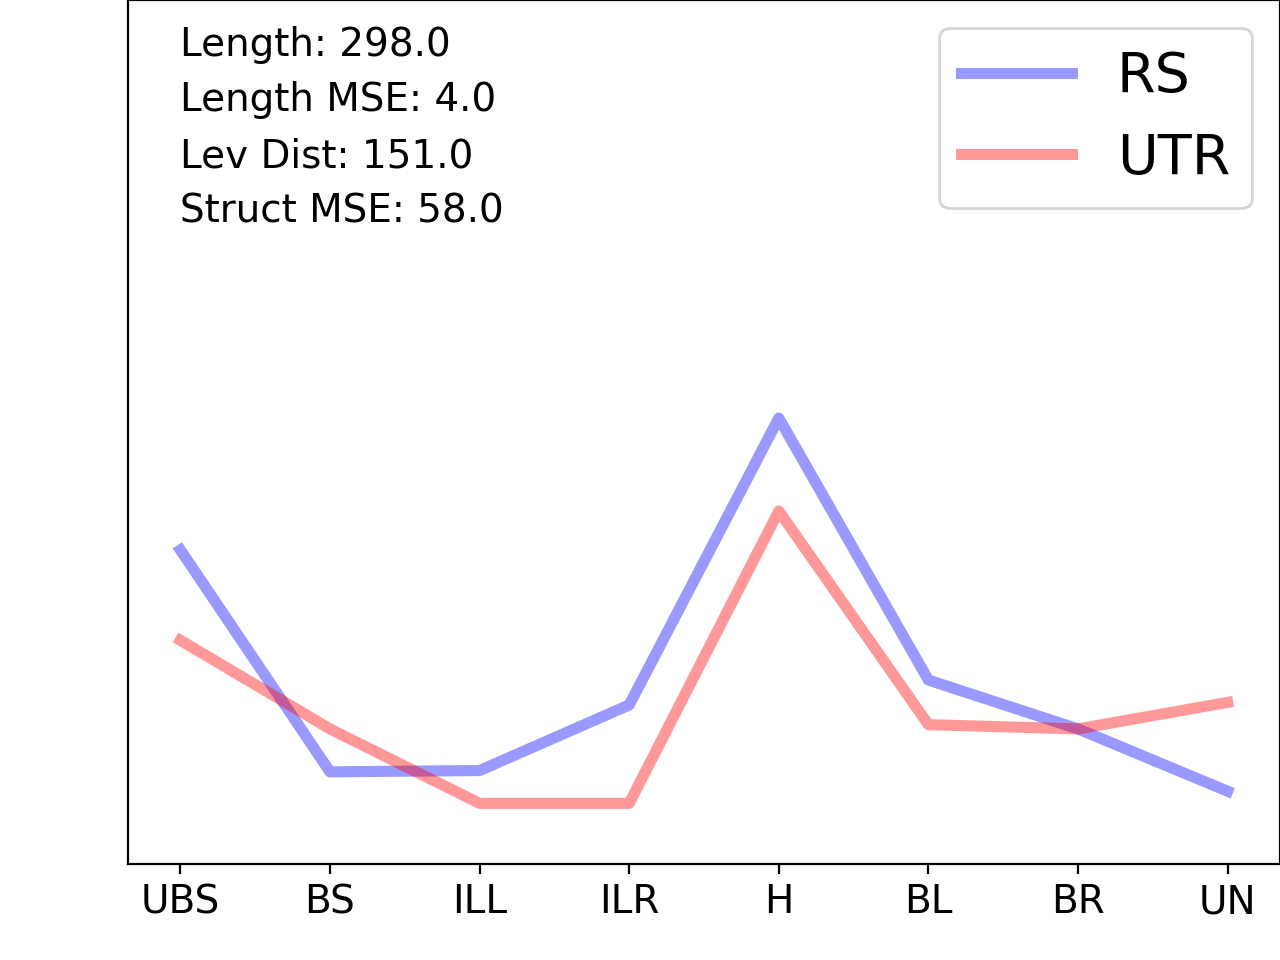 Length: 298.0
Length MSE: 4.0
Lev Dist: 151.0
Struct MSE: 58.0
RS
UTR
UBS BS ILL ILR H BL BR UN